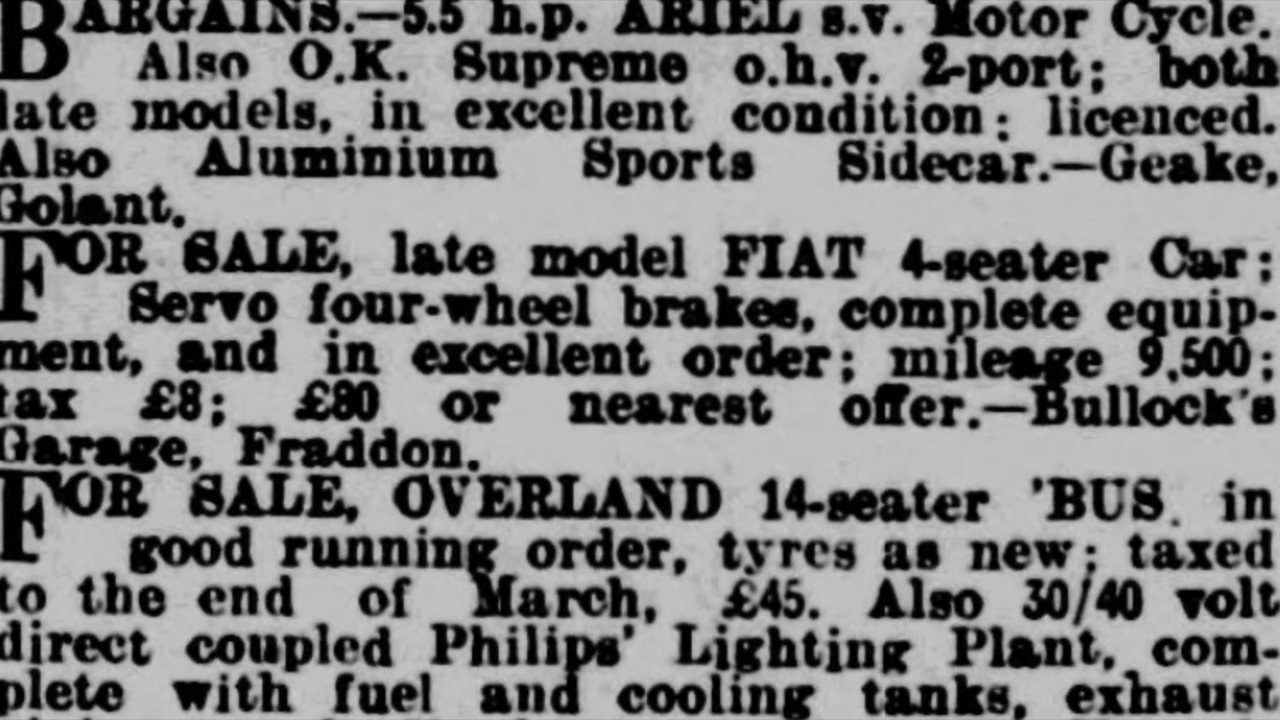 BARGAINS.—5.5 h.p. ARIEL s.v. Motor Cycle.
Also O.K. Supreme o.h.v. 2-port; both
late models, in excellent condition; licenced.
Also Aluminium Sports Sidecar.—Geake,
Golant.
FOR SALE, late model FIAT 4-seater Car;
Servo four-wheel brakes, complete equip-
ment, and in excellent order; mileage 9,500;
tax £8; £80 or nearest offer.—Bullock's
Garage, Fraddon.
FOR SALE, OVERLAND 14-seater 'BUS, in
good running order, tyres as new; taxed
to the end of March, £45. Also 30/40 volt
direct coupled Philips' Lighting Plant, com-
plete with fuel and cooling tanks, exhaust